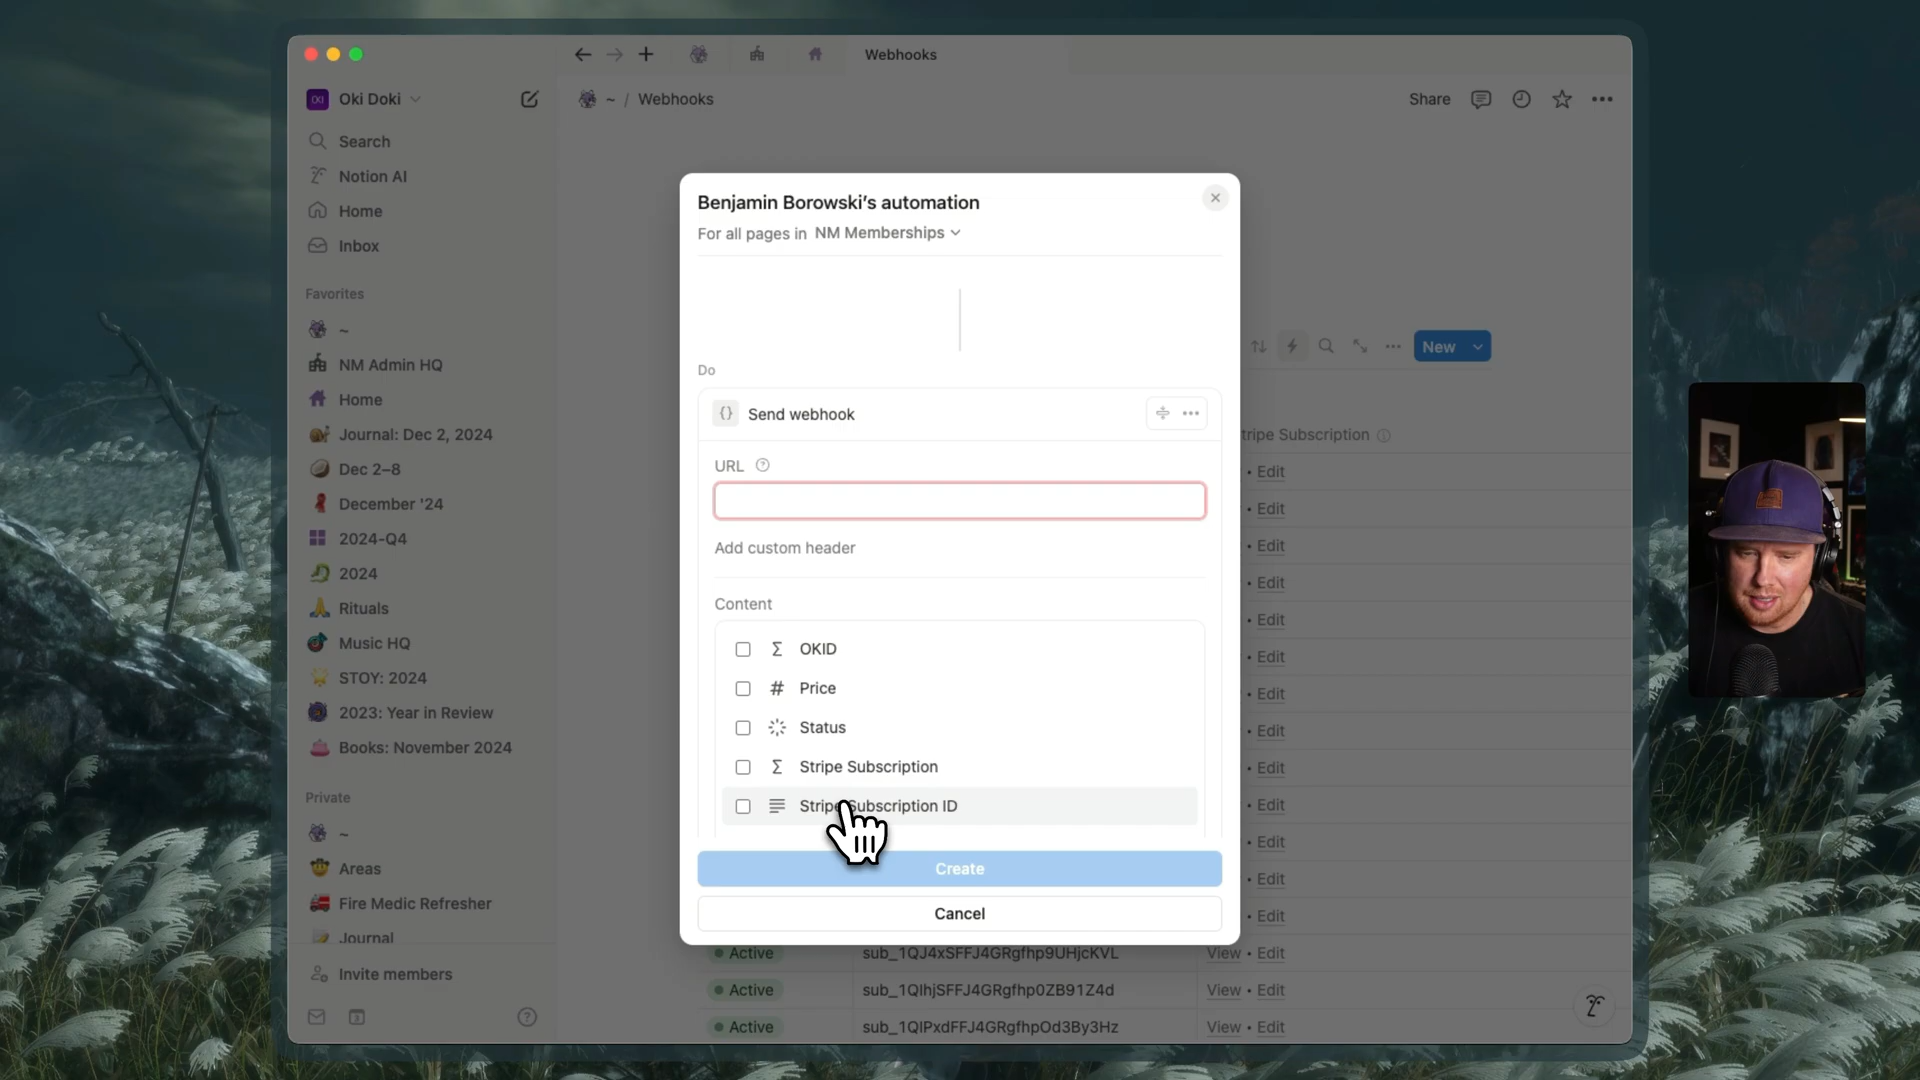 Webhooks
Oki Doki
~ / Webhooks
Share
Search
Notion AI
Home
Inbox
Favorites
~
NM Admin HQ
Home
Journal: Dec 2, 2024
Dec 2–8
December '24
2024-Q4
2024
Rituals
Music HQ
STOY: 2024
2023: Year in Review
Books: November 2024
Private
~
Areas
Fire Medic Refresher
Journal
Invite members
Benjamin Borowski's automation
For all pages in NM Memberships
Do
{} Send webhook
URL
Add custom header
Content
OKID
# Price
Status
Stripe Subscription
Stripe Subscription ID
Create
Cancel
New
tripe Subscription
• Edit
• Edit
• Edit
• Edit
• Edit
• Edit
• Edit
• Edit
• Edit
• Edit
• Edit
• Edit
• Edit
Active sub_1QJ4xSFFJ4GRgfhp9UHjcKVL View • Edit
Active sub_1QIhjSFFJ4GRgfhp0ZB91Z4d View • Edit
Active sub_1QIPxdFFJ4GRgfhpOd3By3Hz View • Edit